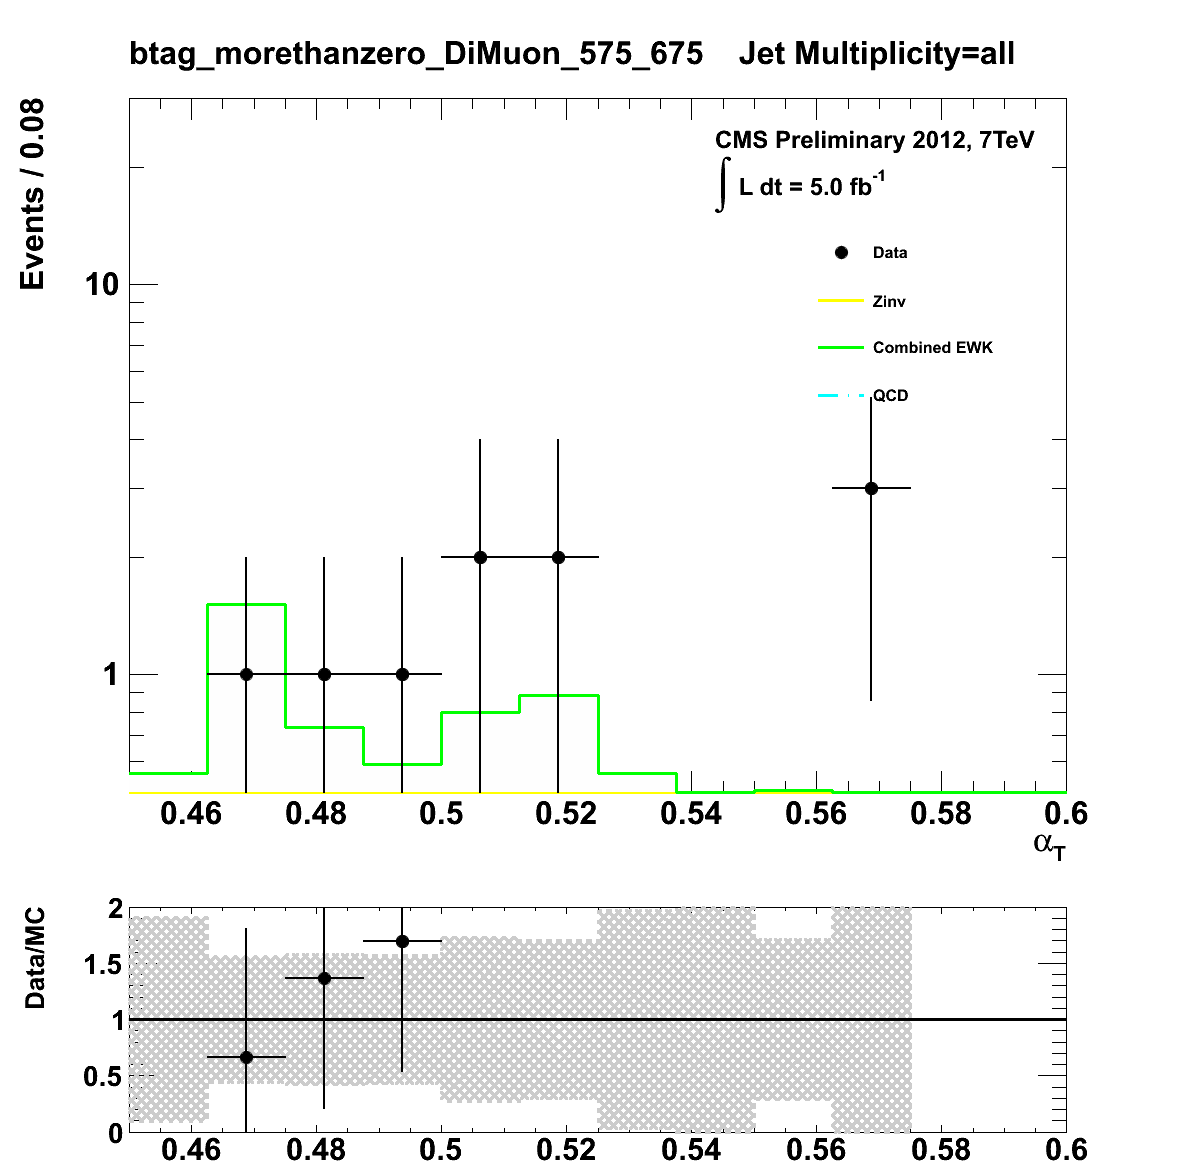 btag_morethanzero_DiMuon_575_675 Jet Multiplicity=all
Events / 0.08
CMS Preliminary 2012, 7TeV
∫ L dt = 5.0 fb⁻¹
Data
Zinv
Combined EWK
QCD
10
1
0.46 0.48 0.5 0.52 0.54 0.56 0.58 0.6
α_T
Data/MC
2
1.5
1
0.5
0
0.46 0.48 0.5 0.52 0.54 0.56 0.58 0.6